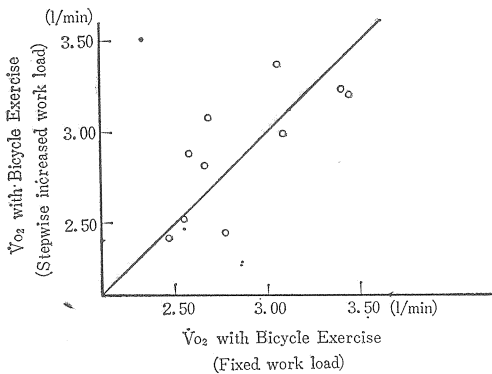 (l/min)
3.50
3.00
2.50
V̇o₂ with Bicycle Exercise
(Stepwise increased work load)
2.50 3.00 3.50 (l/min)
V̇o₂ with Bicycle Exercise
(Fixed work load)